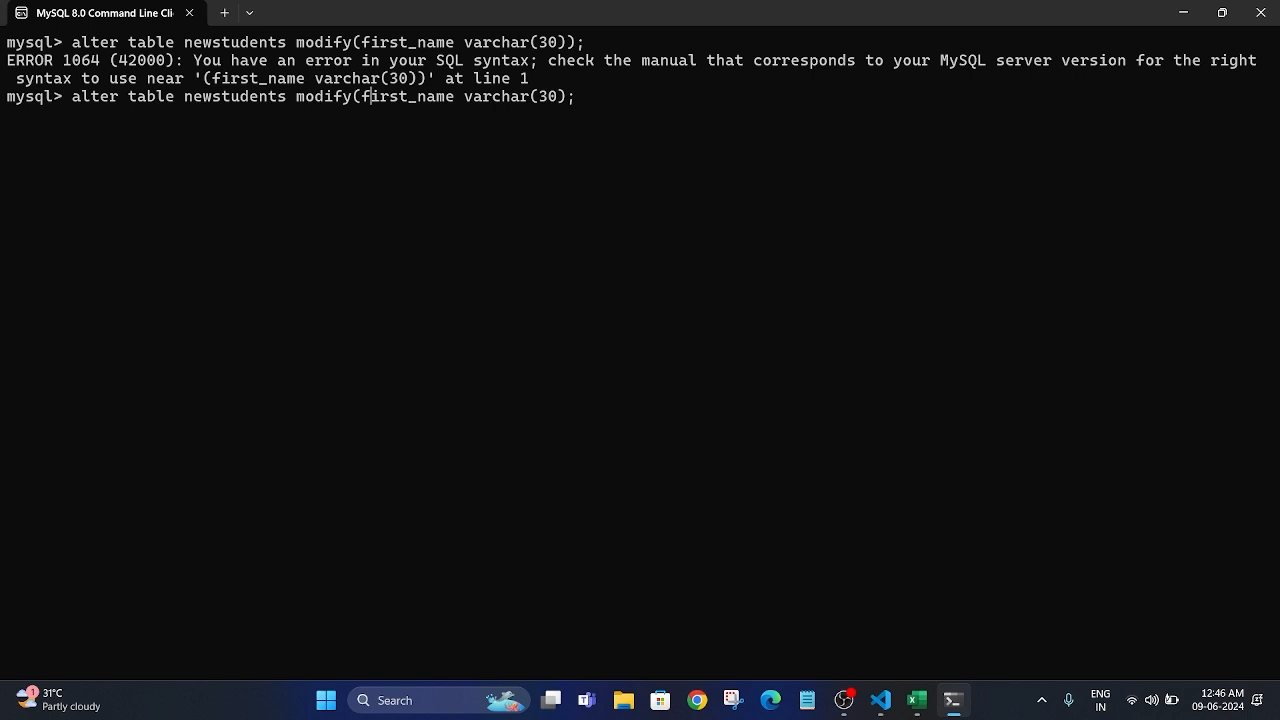 MySQL 8.0 Command Line Cli
mysql> alter table newstudents modify(first_name varchar(30));
ERROR 1064 (42000): You have an error in your SQL syntax; check the manual that corresponds to your MySQL server version for the right
syntax to use near '(first_name varchar(30))' at line 1
mysql> alter table newstudents modify(first_name varchar(30);
1
31°C
Partly cloudy
Search
ENG
IN
12:46 AM
09-06-2024